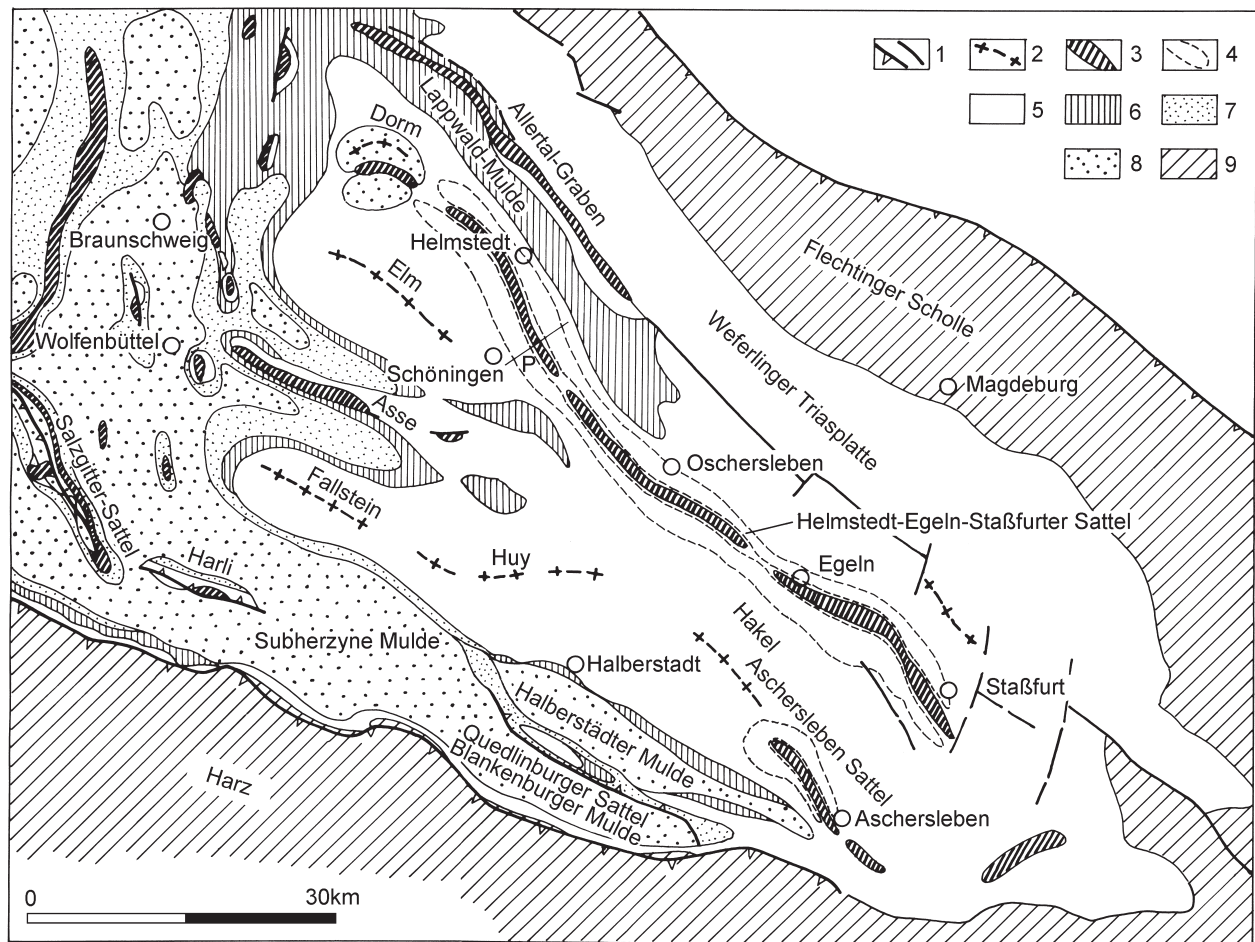 1
2
3
4
5
6
7
8
9
Dorm
Lappwald-Mulde
Allertal-Graben
Braunschweig
Helmstedt
Elm
Flechtinger Scholle
Wolfenbüttel
Weferlinger Triasplatte
Schöningen
P
Magdeburg
Asse
Salzgitter-Sattel
Oschersleben
Fallstein
Helmstedt-Egeln-Staßfurter Sattel
Harli
Huy
Egeln
Hakel
Subherzyne Mulde
Halberstadt
Aschersleben Sattel
Staßfurt
Halberstädter Mulde
Quedlinburger Sattel
Blankenburger Mulde
Harz
Aschersleben
0
30km